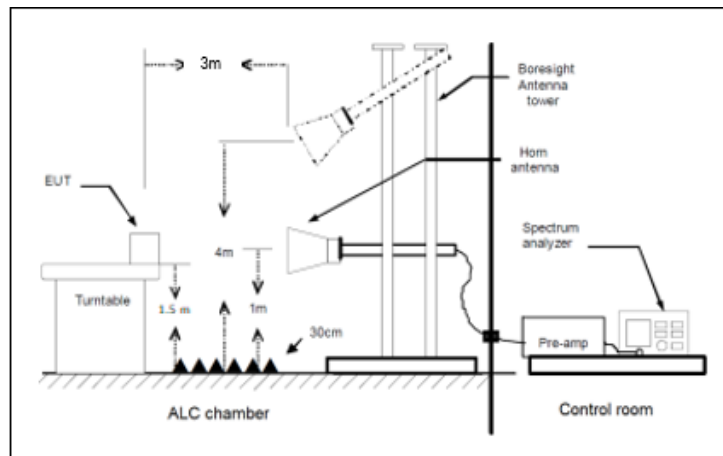 3m
Boresight
Antenna
tower
Horn
antenna
EUT
Spectrum
analyzer
4m
Turntable
1.5 m
1m
30cm
Pre-amp
ALC chamber
Control room